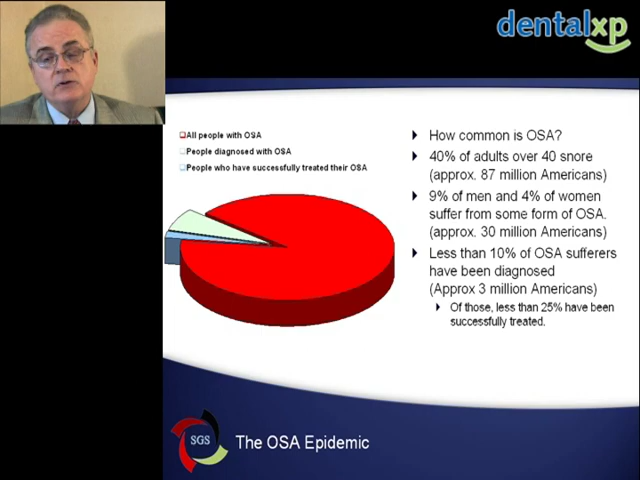 dentalxp
All people with OSA
People diagnosed with OSA
People who have successfully treated their OSA
How common is OSA?
40% of adults over 40 snore
(approx. 87 million Americans)
9% of men and 4% of women
suffer from some form of OSA.
(approx. 30 million Americans)
Less than 10% of OSA sufferers
have been diagnosed
(Approx 3 million Americans)
Of those, less than 25% have been
successfully treated.
SGS
The OSA Epidemic